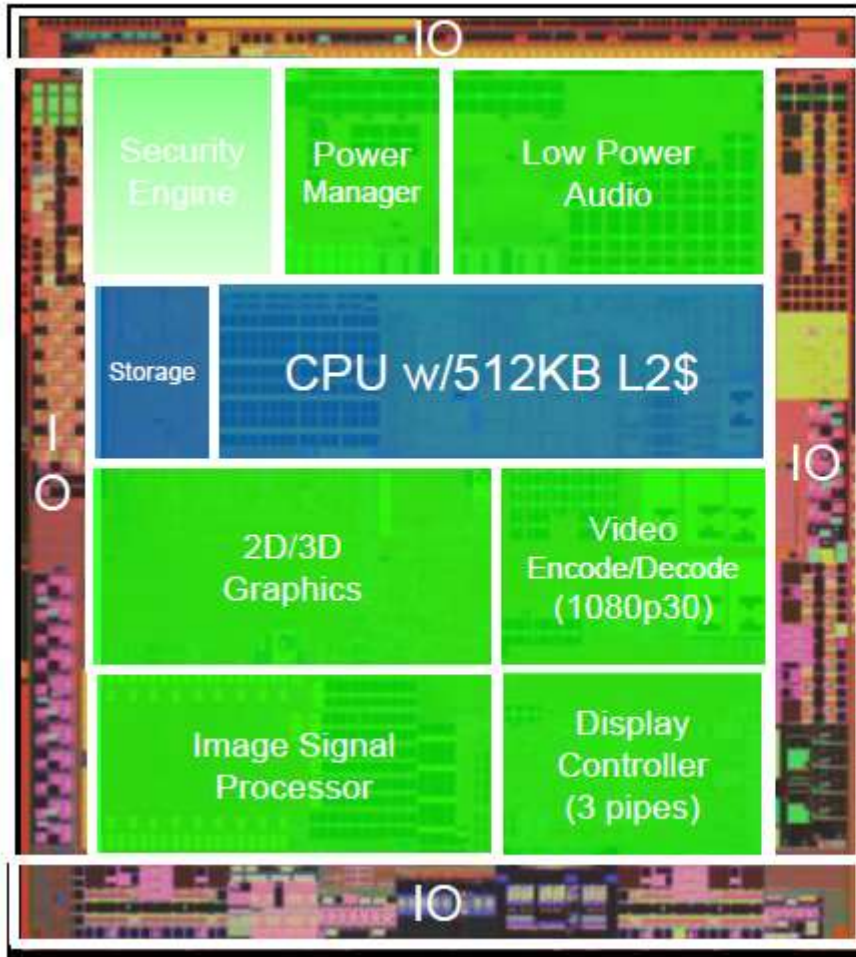 IO
Security
Engine
Power
Manager
Low Power
Audio
Storage
CPU w/512KB L2$
I
O
IO
2D/3D
Graphics
Video
Encode/Decode
(1080p30)
Image Signal
Processor
Display
Controller
(3 pipes)
IO